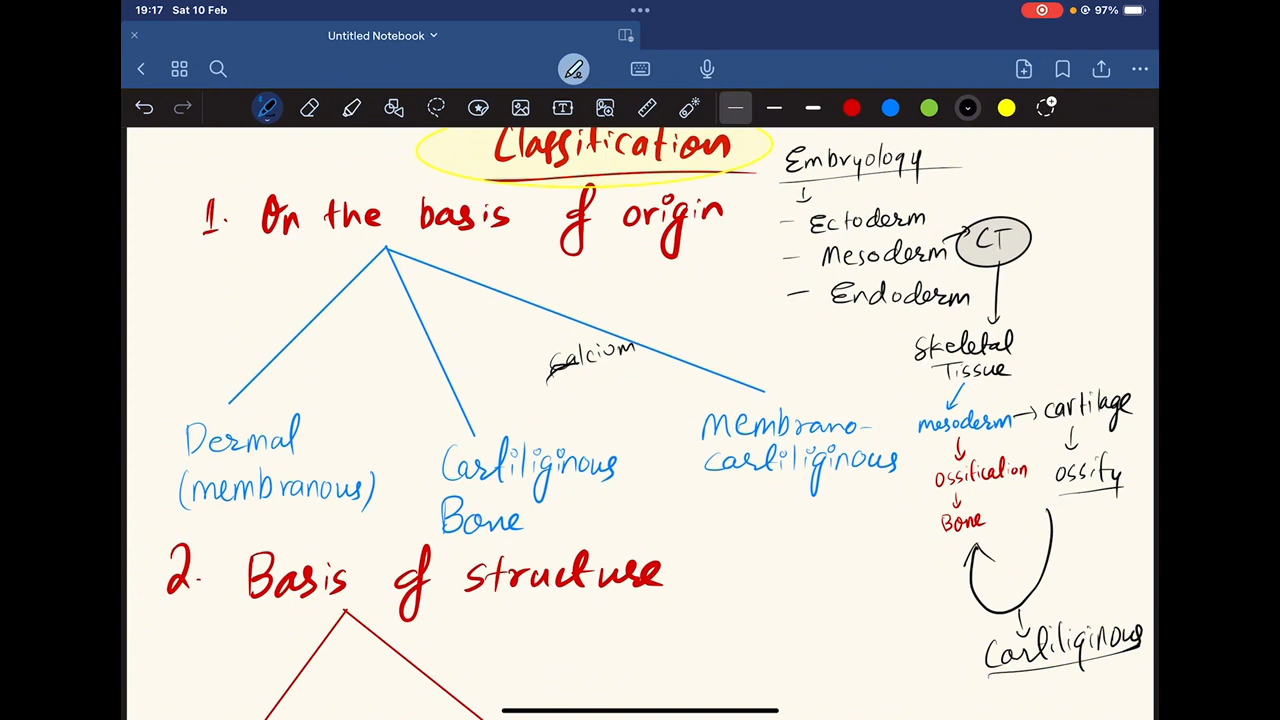 19:17 Sat 10 Feb
97%
Untitled Notebook
Classification
1. On the basis of origin
Dermal
(membranous)
Cartiliginous
Bone
Membrano-
cartiliginous
calcium
2. Basis of structure
Embryology
- Ectoderm
- Mesoderm → CT
- Endoderm
Skeletal
Tissue
mesoderm → cartilage
ossification
Bone
ossify
Cartiliginous